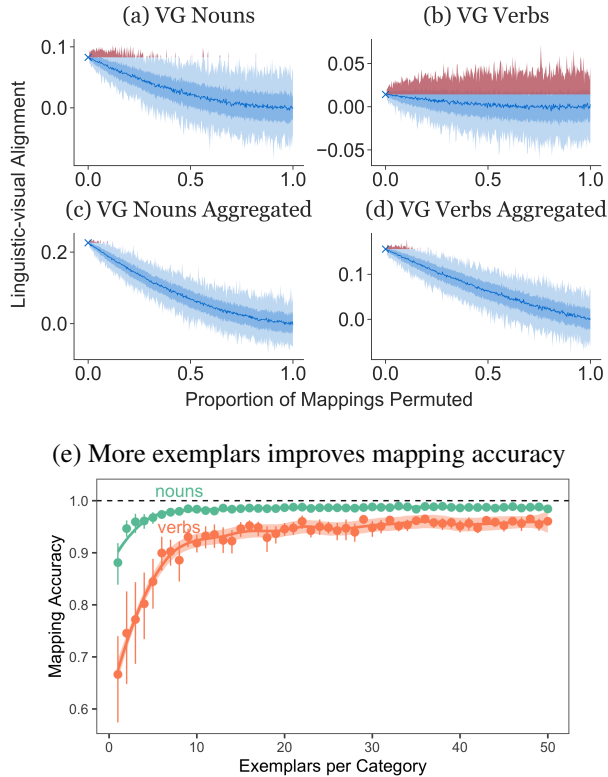 (a) VG Nouns
(b) VG Verbs
Linguistic-visual Alignment
0.1
0.0
0.0
0.5
1.0
0.05
0.00
−0.05
0.0
0.5
1.0
(c) VG Nouns Aggregated
(d) VG Verbs Aggregated
0.2
0.0
0.0
0.5
1.0
0.1
0.0
0.0
0.5
1.0
Proportion of Mappings Permuted
(e) More exemplars improves mapping accuracy
nouns
verbs
Mapping Accuracy
1.0
0.9
0.8
0.7
0.6
0
10
20
30
40
50
Exemplars per Category